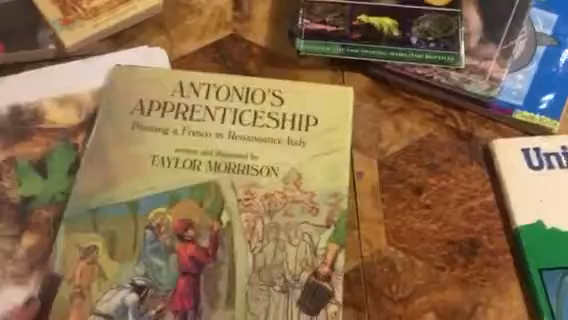 ANTONIO'S
APPRENTICESHIP
Painting a Fresco in Renaissance Italy
written and illustrated by
TAYLOR MORRISON
Uni